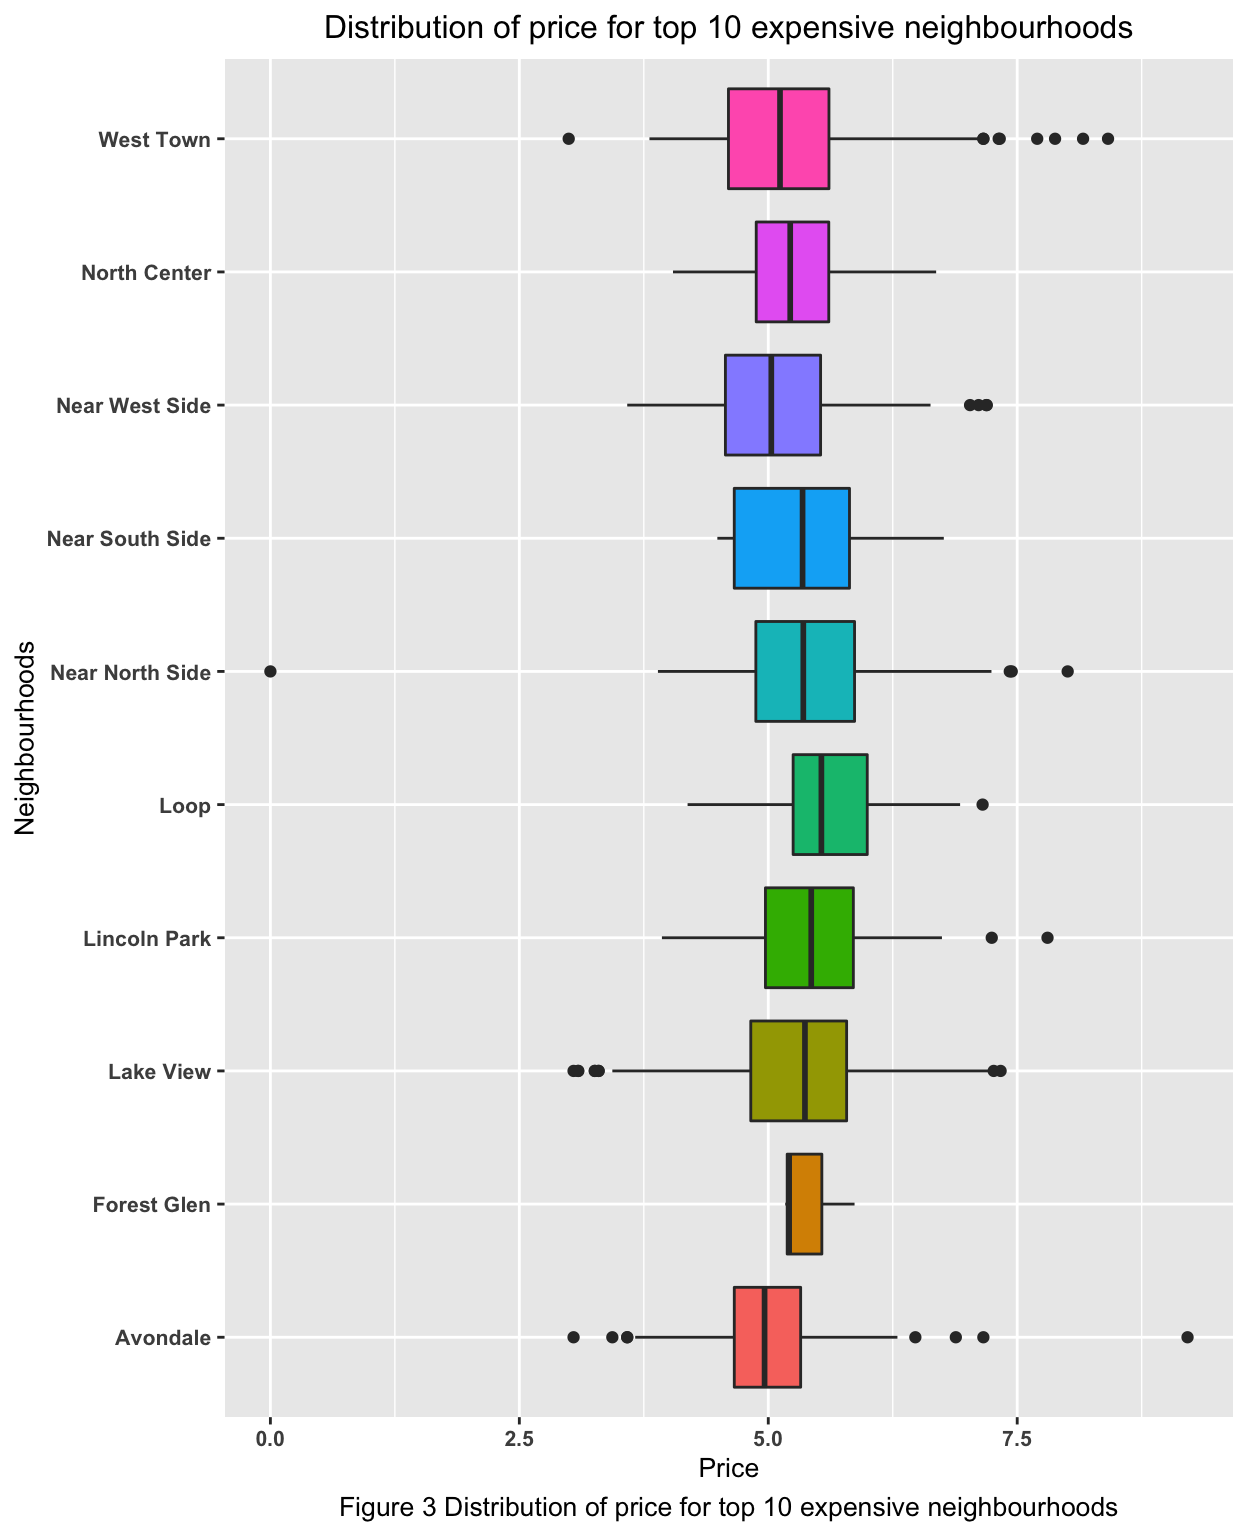 Distribution of price for top 10 expensive neighbourhoods
West Town
North Center
Near West Side
Near South Side
Near North Side
Loop
Lincoln Park
Lake View
Forest Glen
Avondale
Neighbourhoods
0.0 2.5 5.0 7.5
Price
Figure 3 Distribution of price for top 10 expensive neighbourhoods